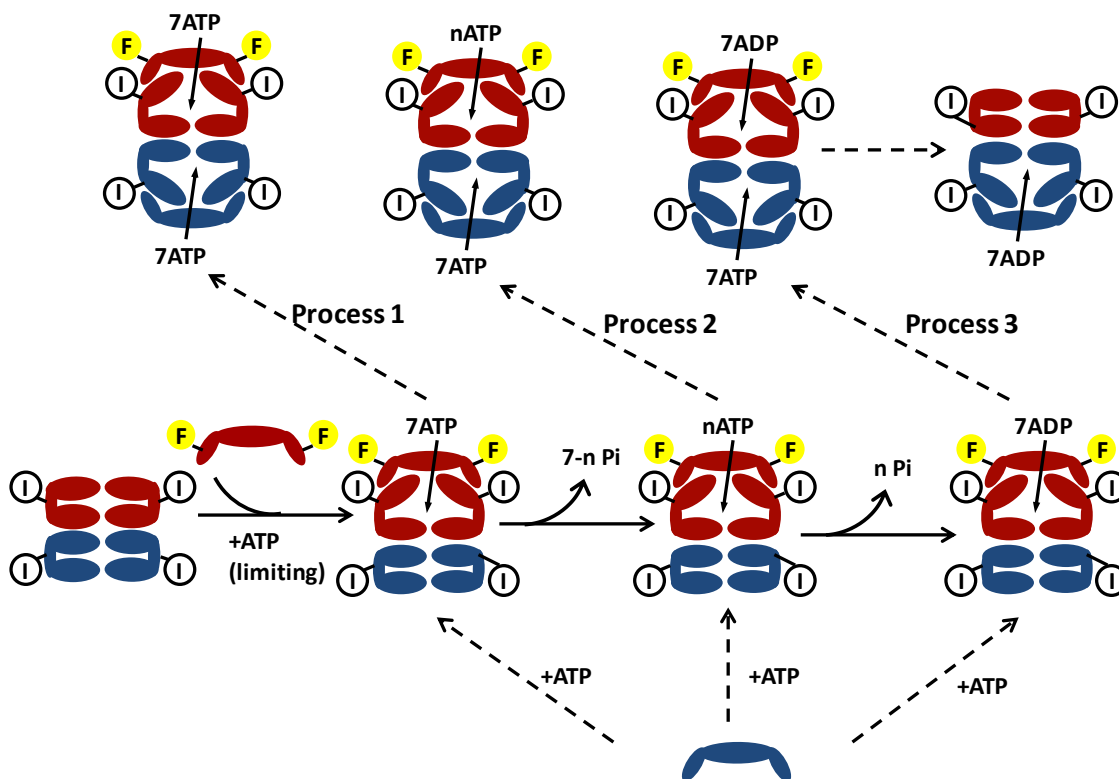 7ATP
nATP
7ADP
F F F F F F
I I I I I I I I
I I I I I I I I
7ADP
7ATP
7ATP
7ATP
Process 1
Process 2
Process 3
7ATP
nATP
7ADP
F F F F F F F F
7-n Pi
n Pi
I I I I I I I I
+ATP
(limiting)
I I I I I I I I
+ATP
+ATP
+ATP